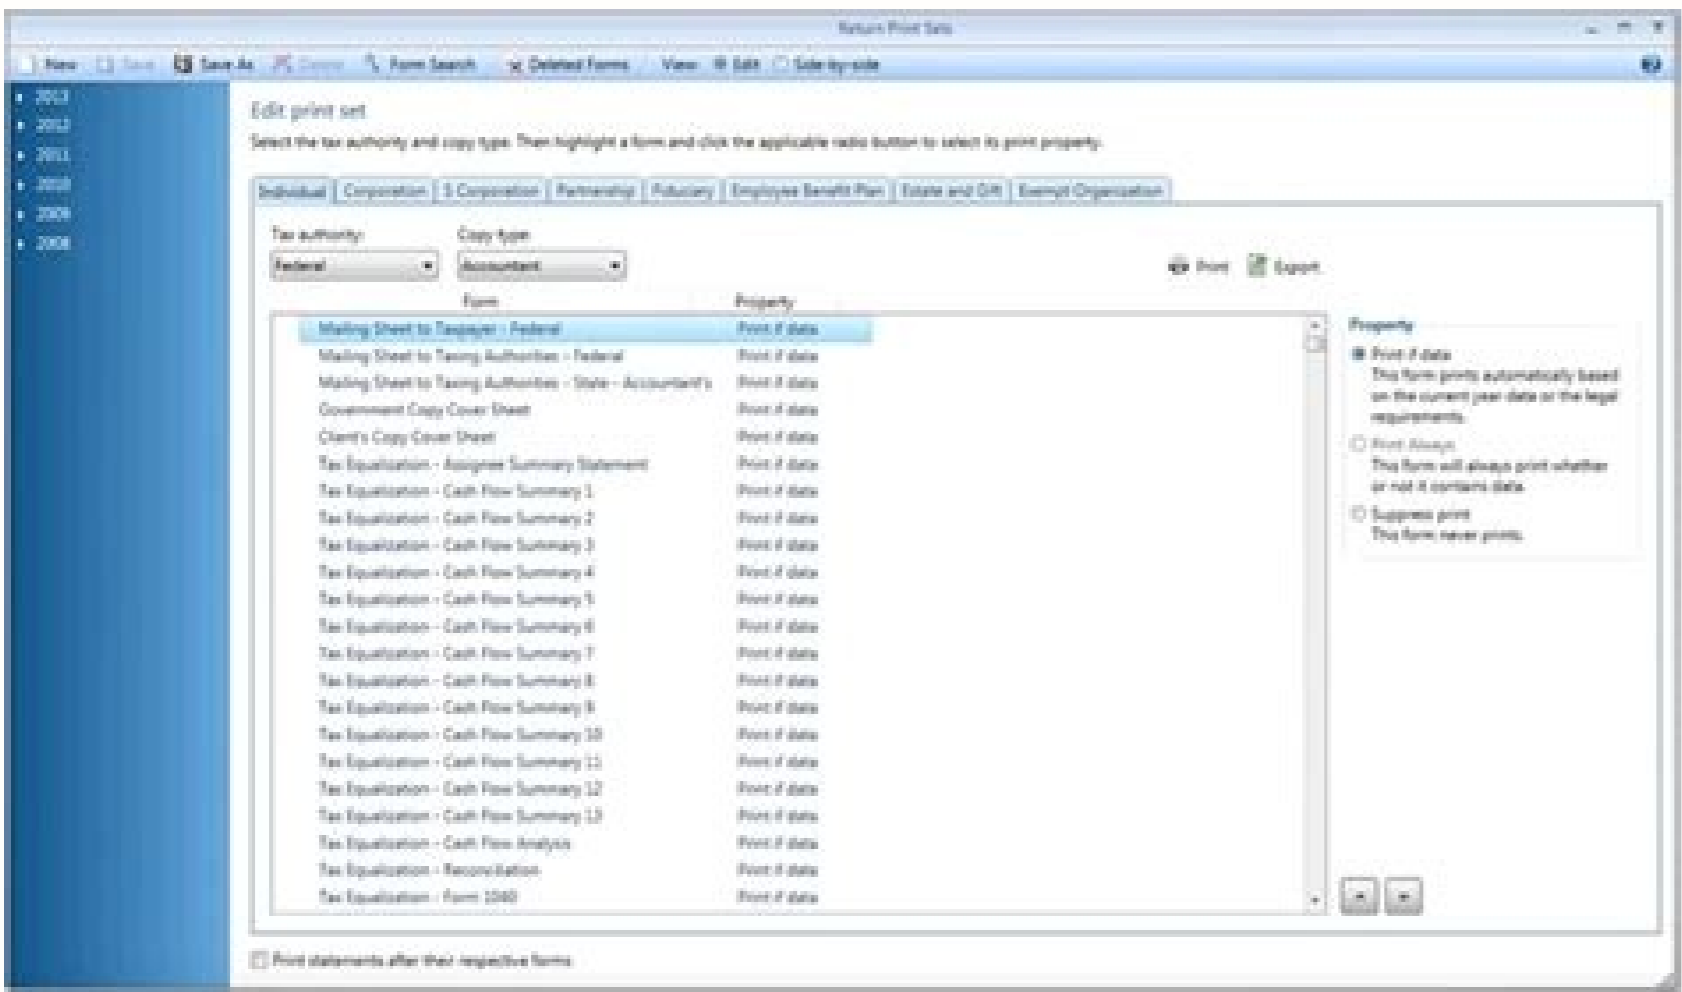 Return Print Sets
New Save Save As Delete Form Search Deleted Forms View Edit Side-by-side
2013
2012
2011
2010
2009
2008
Edit print set
Select the tax authority and copy type. Then highlight a form and click the applicable radio button to select its print property.
Individual Corporation S Corporation Partnership Fiduciary Employee Benefit Plan Estate and Gift Exempt Organization
Tax authority: Copy type:
Federal Accountant Print Export
Form Property
Mailing Sheet to Taxpayer - Federal Print if data
Mailing Sheet to Taxing Authorities - Federal Print if data
Mailing Sheet to Taxing Authorities - State - Accountant's Print if data
Government Copy Cover Sheet Print if data
Client's Copy Cover Sheet Print if data
Tax Equalization - Assignee Summary Statement Print if data
Tax Equalization - Cash Flow Summary 1 Print if data
Tax Equalization - Cash Flow Summary 2 Print if data
Tax Equalization - Cash Flow Summary 3 Print if data
Tax Equalization - Cash Flow Summary 4 Print if data
Tax Equalization - Cash Flow Summary 5 Print if data
Tax Equalization - Cash Flow Summary 6 Print if data
Tax Equalization - Cash Flow Summary 7 Print if data
Tax Equalization - Cash Flow Summary 8 Print if data
Tax Equalization - Cash Flow Summary 9 Print if data
Tax Equalization - Cash Flow Summary 10 Print if data
Tax Equalization - Cash Flow Summary 11 Print if data
Tax Equalization - Cash Flow Summary 12 Print if data
Tax Equalization - Cash Flow Summary 13 Print if data
Tax Equalization - Cash Flow Analysis Print if data
Tax Equalization - Reconciliation Print if data
Tax Equalization - Form 1040 Print if data
Property
Print if data
This form prints automatically based
on the current year data or the legal
requirements.
Print Always
This form will always print whether
or not it contains data.
Suppress print
This form never prints.
Print statements after their respective forms